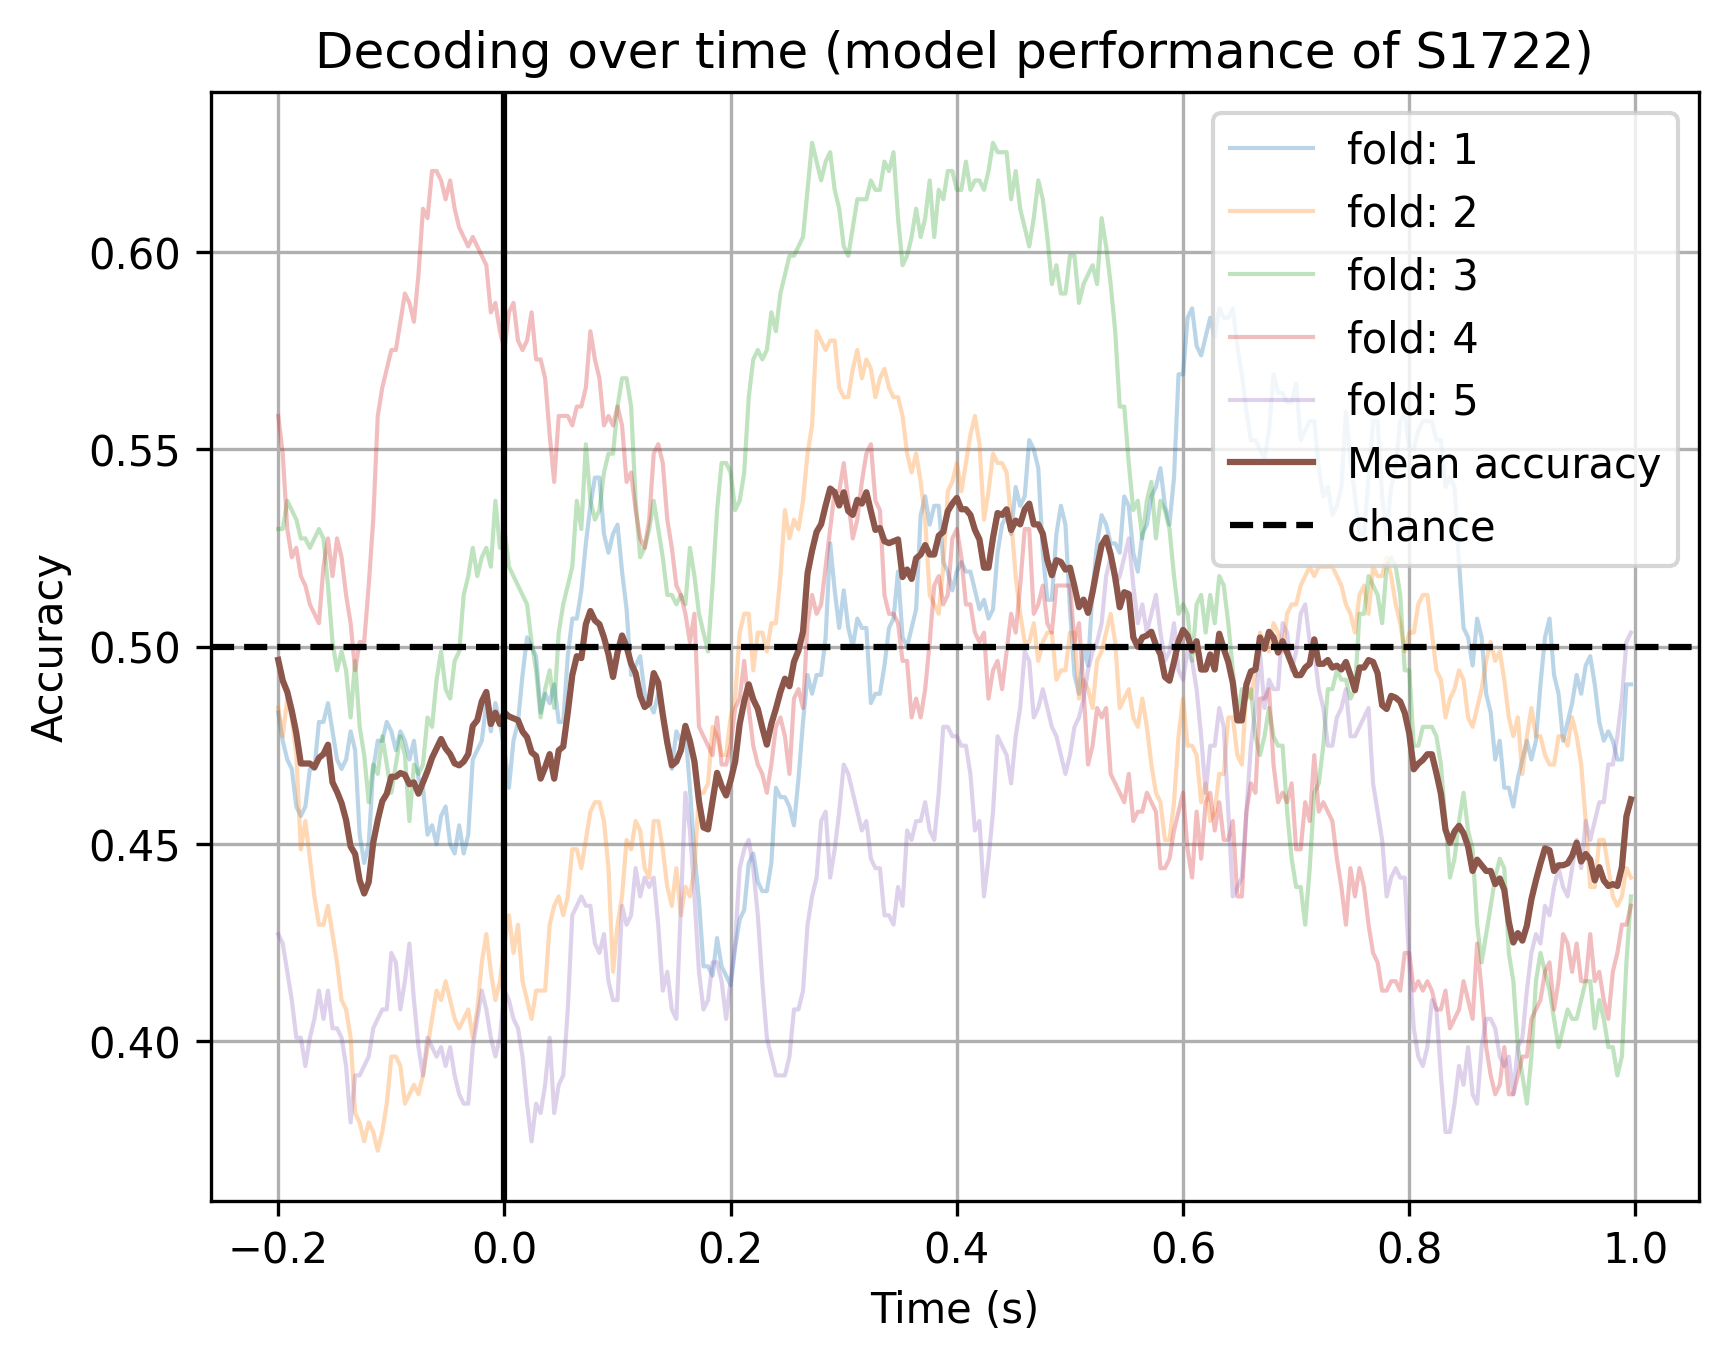 Decoding over time (model performance of S1722)
fold: 1
fold: 2
fold: 3
fold: 4
fold: 5
Mean accuracy
chance
Accuracy
0.60
0.55
0.50
0.45
0.40
−0.2
0.0
0.2
0.4
0.6
0.8
1.0
Time (s)